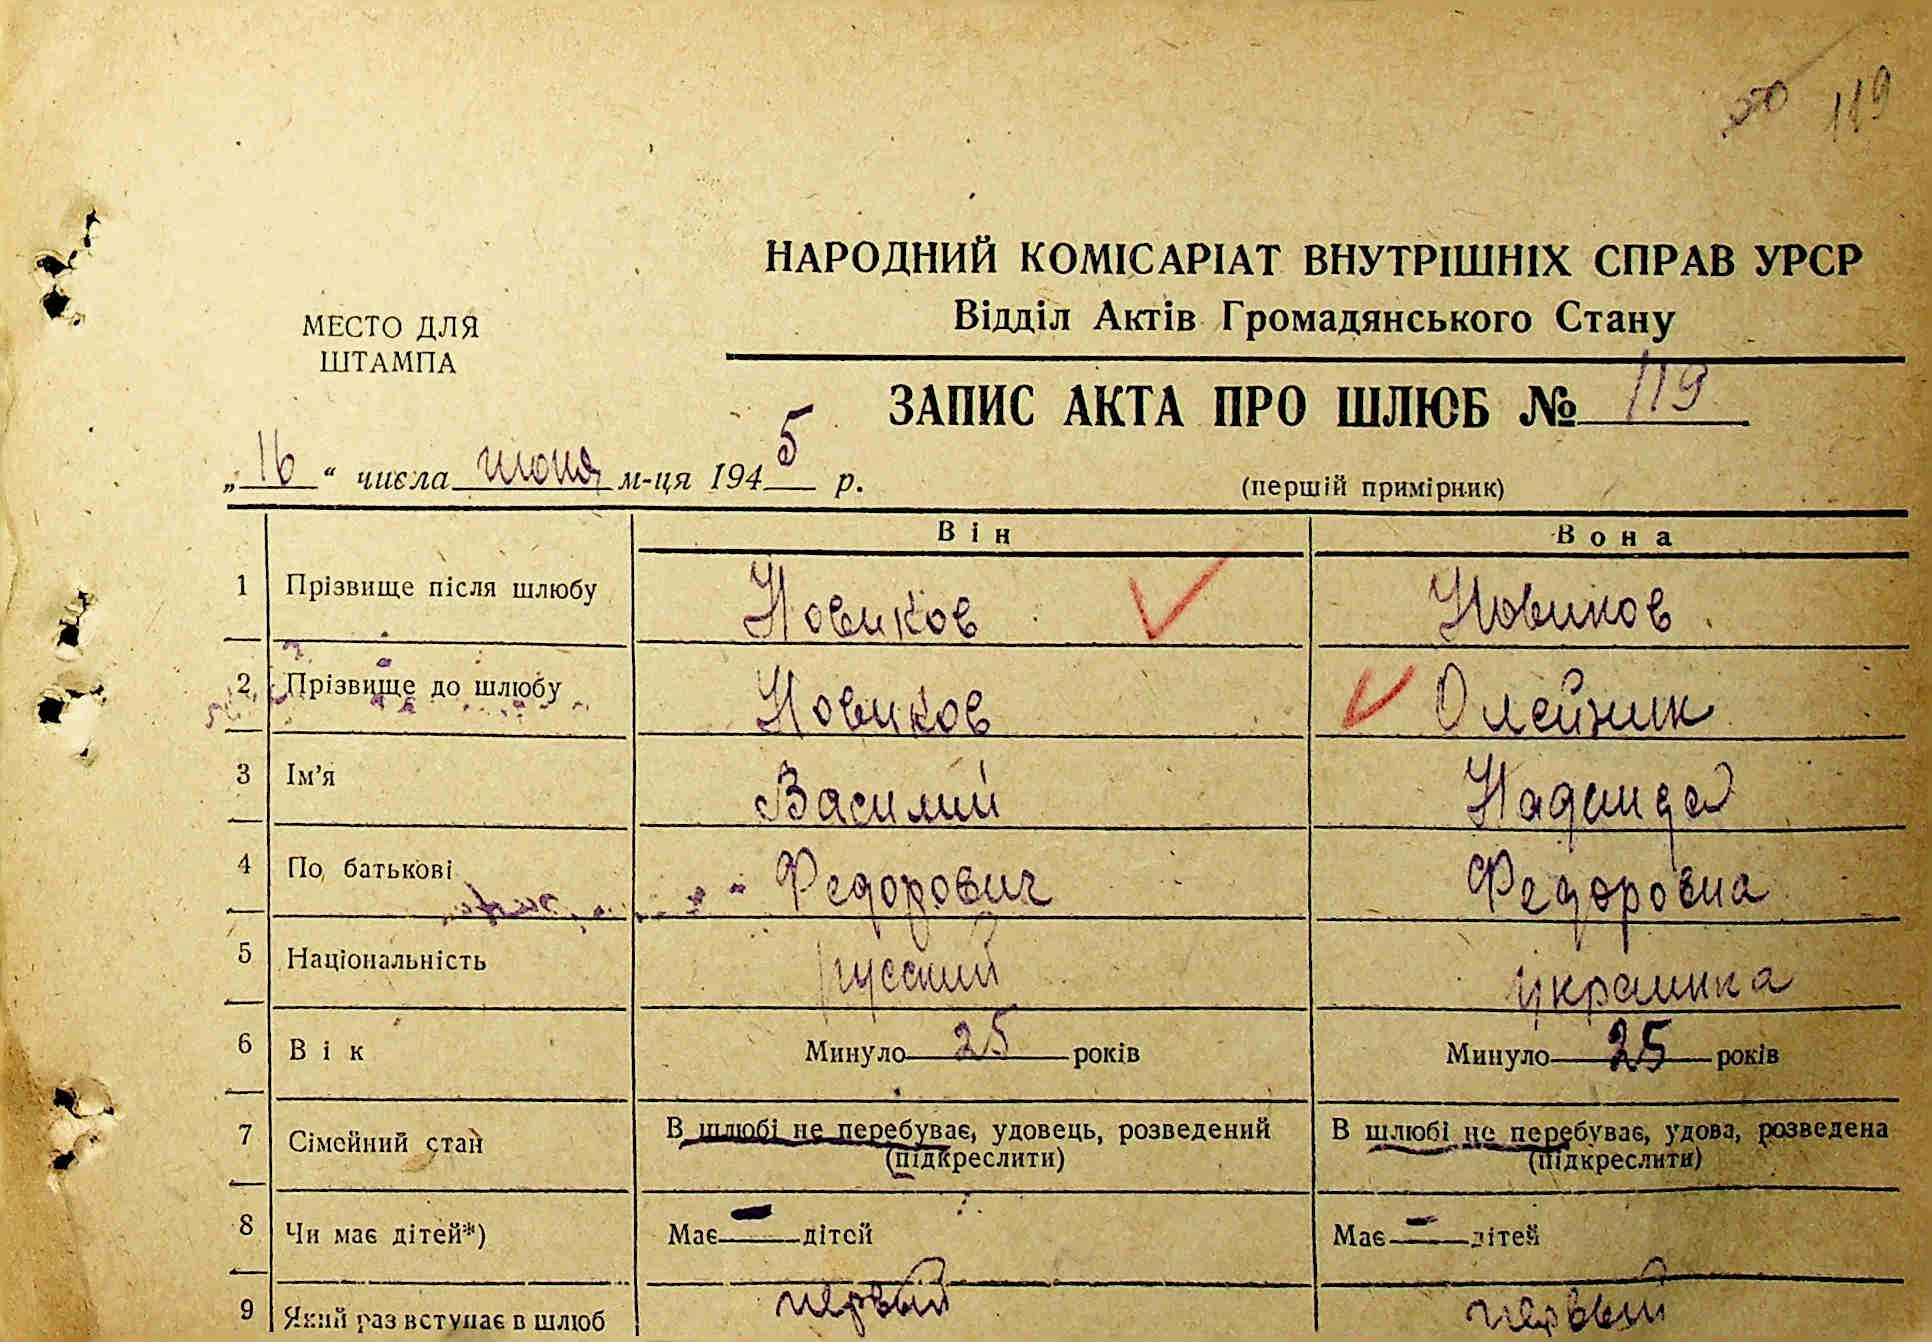 119
НАРОДНИЙ КОМІСАРІАТ ВНУТРІШНІХ СПРАВ УРСР
Відділ Актів Громадянського Стану
МЕСТО ДЛЯ
ШТАМПА
ЗАПИС АКТА ПРО ШЛЮБ № 119
„16“ числа июня м-ця 1945 р.
(першій примірник)
Він Вона
1 Прізвище після шлюбу Новиков Новиков
2 Прізвище до шлюбу Новиков Олейник
3 Ім’я Василий Надежда
4 По батькові Федорович Федоровна
5 Національність русский украинка
6 Вік Минуло 25 років Минуло 25 років
7 Сімейний стан В шлюбі не перебуває, удовець, розведений В шлюбі не перебуває, удова, розведена
(підкреслити) (підкреслити)
8 Чи має дітей*) Має — дітей Має — дітей
9 Який раз вступає в шлюб первый первый